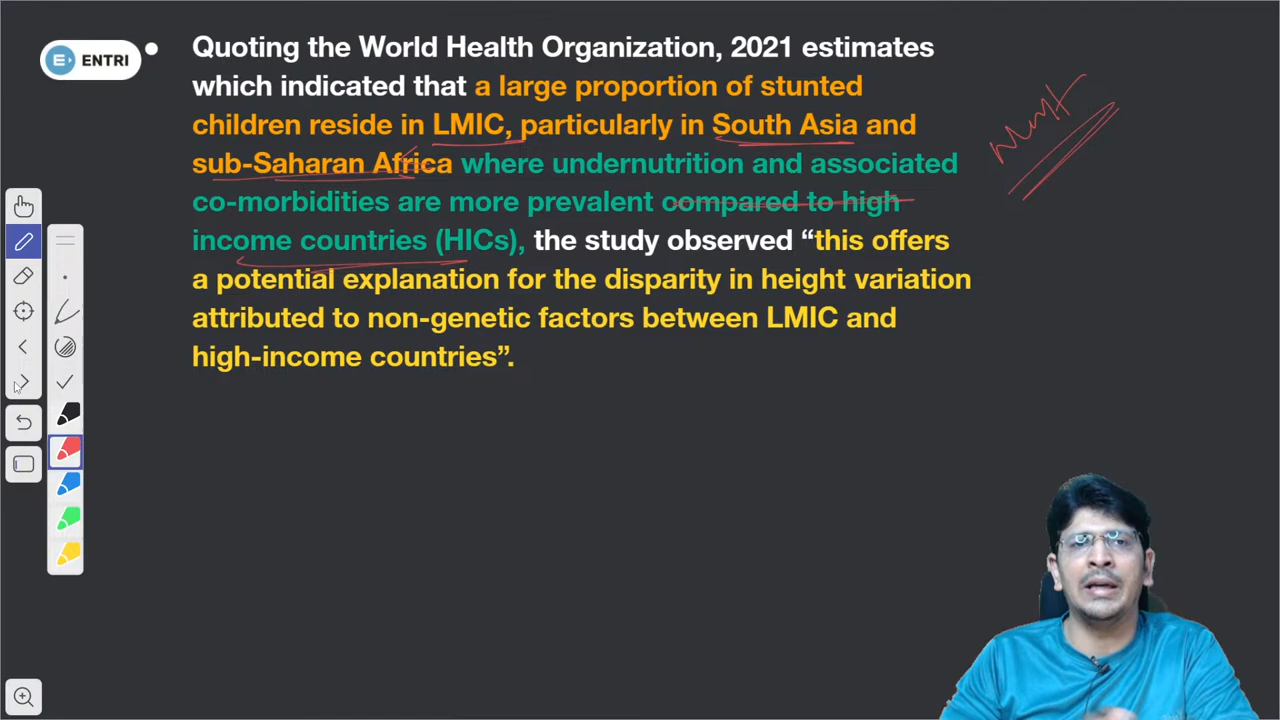 ENTRI
Quoting the World Health Organization, 2021 estimates
which indicated that a large proportion of stunted
children reside in LMIC, particularly in South Asia and
sub-Saharan Africa where undernutrition and associated
co-morbidities are more prevalent compared to high
income countries (HICs), the study observed “this offers
a potential explanation for the disparity in height variation
attributed to non-genetic factors between LMIC and
high-income countries”.